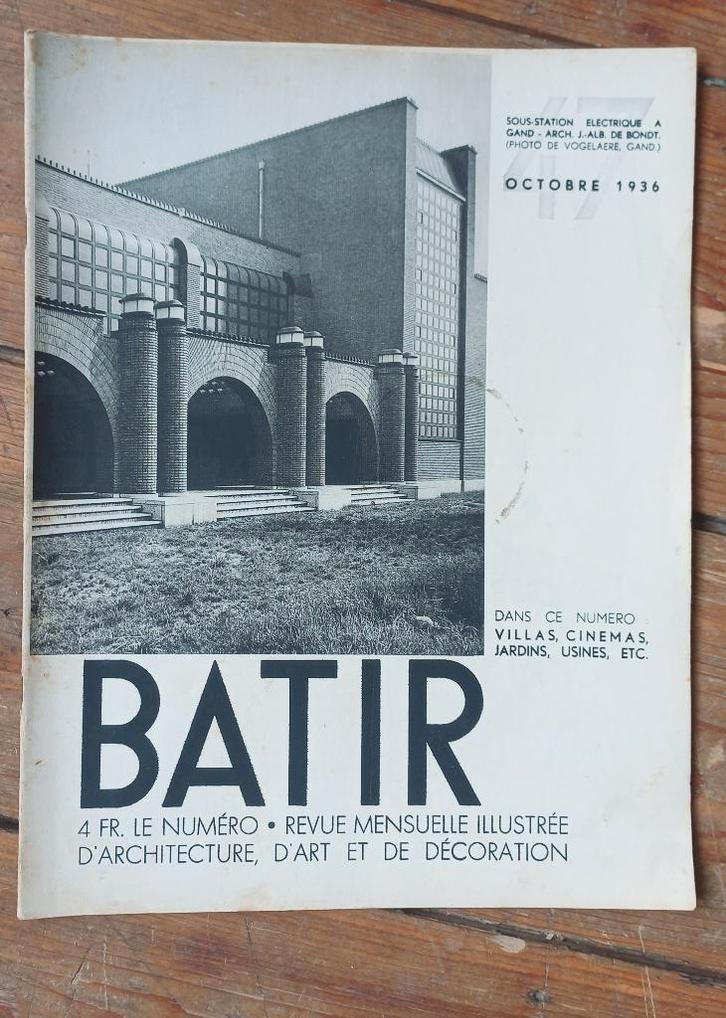 47
SOUS-STATION ELECTRIQUE A
GAND - ARCH. J.-ALB. DE BONDT.
(PHOTO DE VOGELAERE, GAND.)
OCTOBRE 1936
DANS CE NUMERO :
VILLAS, CINEMAS,
JARDINS, USINES, ETC.
BATIR
4 FR. LE NUMÉRO • REVUE MENSUELLE ILLUSTRÉE
D'ARCHITECTURE, D'ART ET DE DÉCORATION